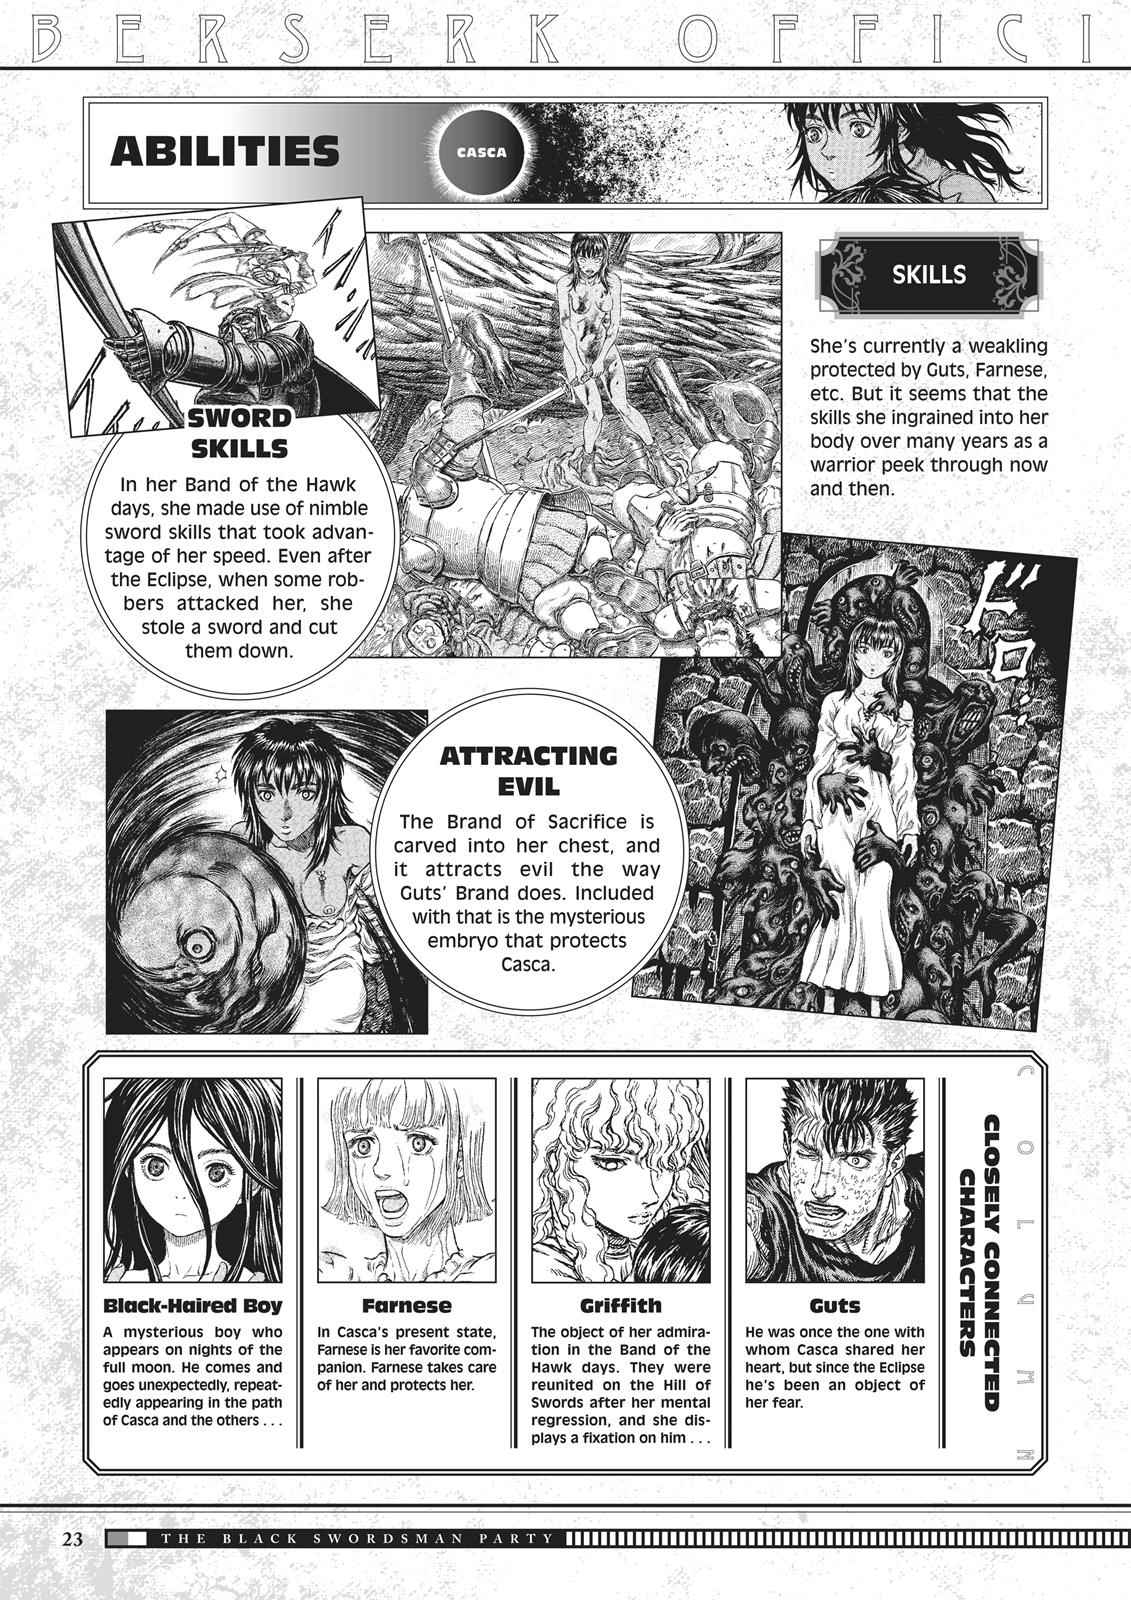 BERSERK OFFICI
ABILITIES
CASCA
SKILLS
She's currently a weakling
protected by Guts, Farnese,
etc. But it seems that the
skills she ingrained into her
body over many years as a
warrior peek through now
and then.
SWORD
SKILLS
In her Band of the Hawk
days, she made use of nimble
sword skills that took advan-
tage of her speed. Even after
the Eclipse, when some rob-
bers attacked her, she
stole a sword and cut
them down.
ドロ
ATTRACTING
EVIL
The Brand of Sacrifice is
carved into her chest, and
it attracts evil the way
Guts' Brand does. Included
with that is the mysterious
embryo that protects
Casca.
COLUMN
CLOSELY CONNECTED
CHARACTERS
Black-Haired Boy
A mysterious boy who
appears on nights of the
full moon. He comes and
goes unexpectedly, repeat-
edly appearing in the path
of Casca and the others . . .
Farnese
In Casca's present state,
Farnese is her favorite com-
panion. Farnese takes care
of her and protects her.
Griffith
The object of her admira-
tion in the Band of the
Hawk days. They were
reunited on the Hill of
Swords after her mental
regression, and she dis-
plays a fixation on him . . .
Guts
He was once the one with
whom Casca shared her
heart, but since the Eclipse
he's been an object of
her fear.
23
THE BLACK SWORDSMAN PARTY